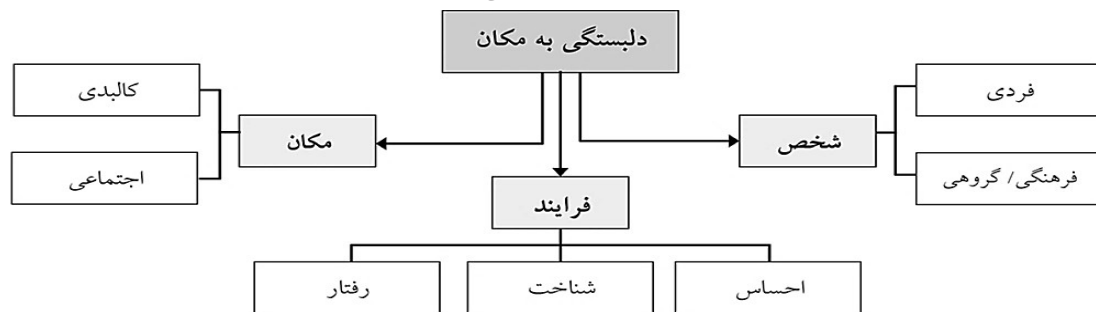 دلبستگی به مکان
فردی
کالبدی
شخص
مکان
فرهنگی/ گروهی
اجتماعی
فرایند
احساس
شناخت
رفتار